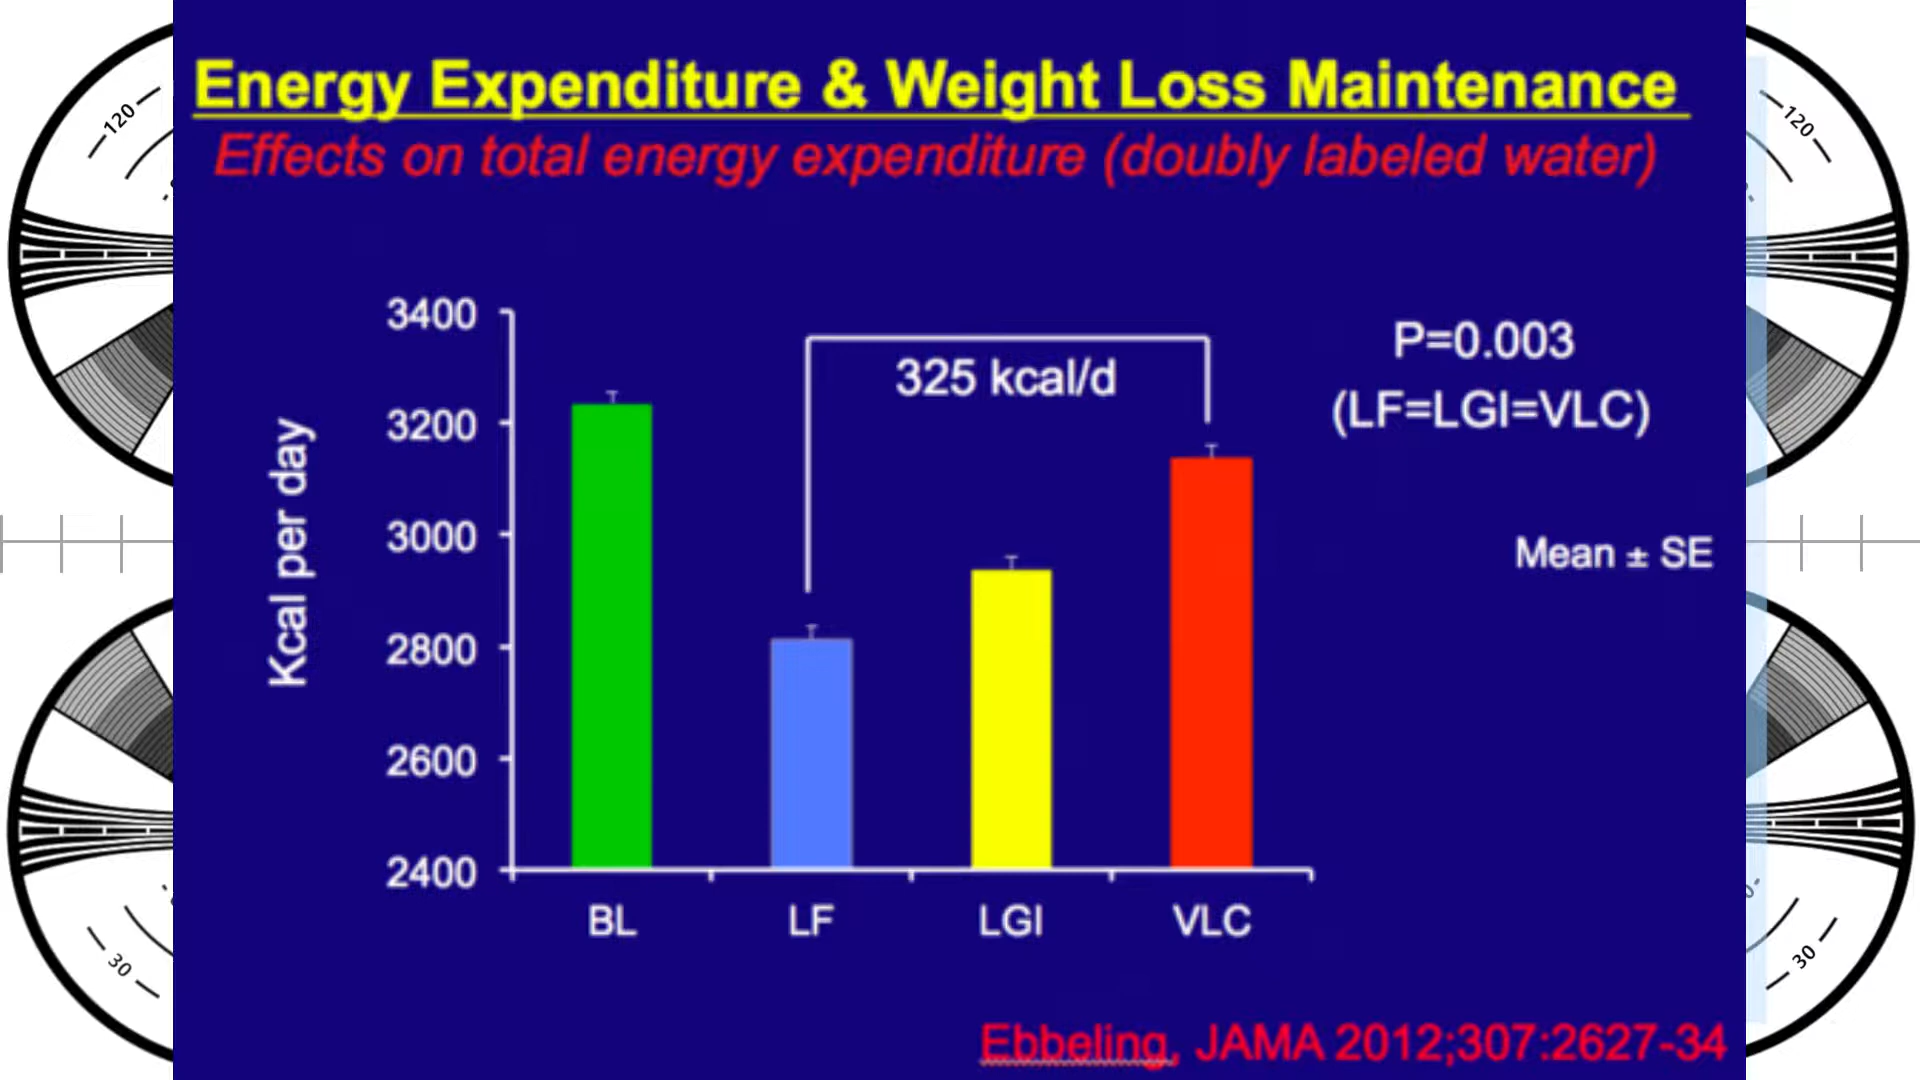 Energy Expenditure & Weight Loss Maintenance
Effects on total energy expenditure (doubly labeled water)
120
120
3400
3200
3000
2800
2600
2400
Kcal per day
325 kcal/d
P=0.003
(LF=LGI=VLC)
Mean ± SE
BL LF LGI VLC
30
30
Ebbeling, JAMA 2012;307:2627-34